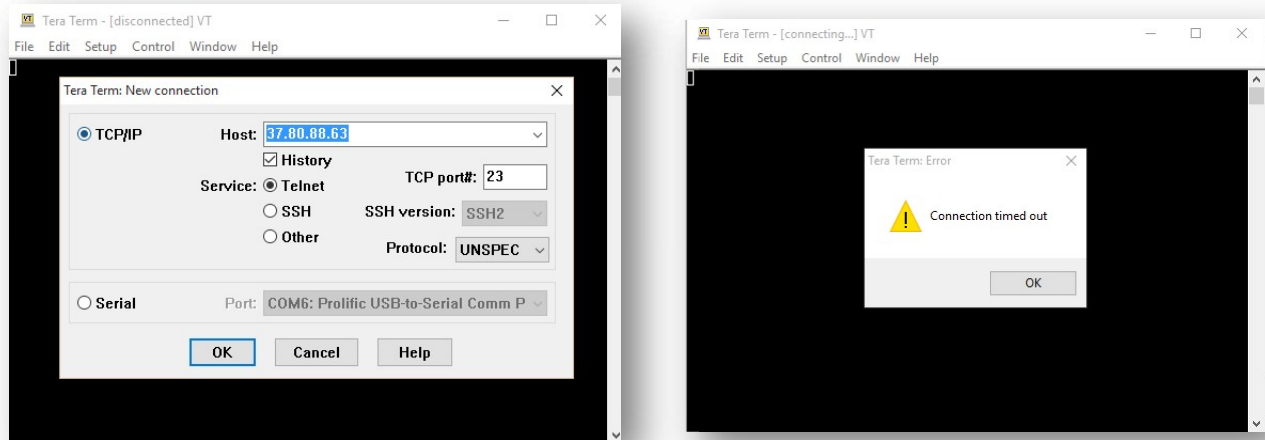 Tera Term - [disconnected] VT
File Edit Setup Control Window Help
Tera Term: New connection
TCP/IP
Host: 37.80.88.63
History
Service: Telnet
TCP port#: 23
SSH
SSH version: SSH2
Other
Protocol: UNSPEC
Serial
Port: COM6: Prolific USB-to-Serial Comm P
OK Cancel Help
Tera Term - [connecting...] VT
File Edit Setup Control Window Help
Tera Term: Error
Connection timed out
OK